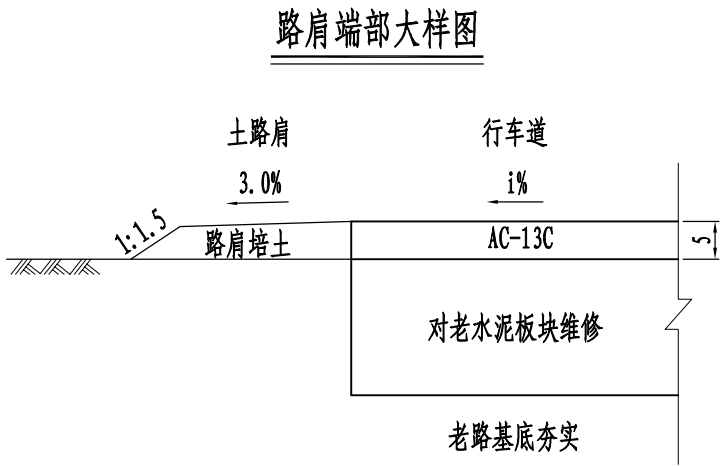 路肩端部大样图
土路肩
行车道
3.0%
i%
1:1.5
路肩培土
AC-13C
5
对老水泥板块维修
老路基底夯实